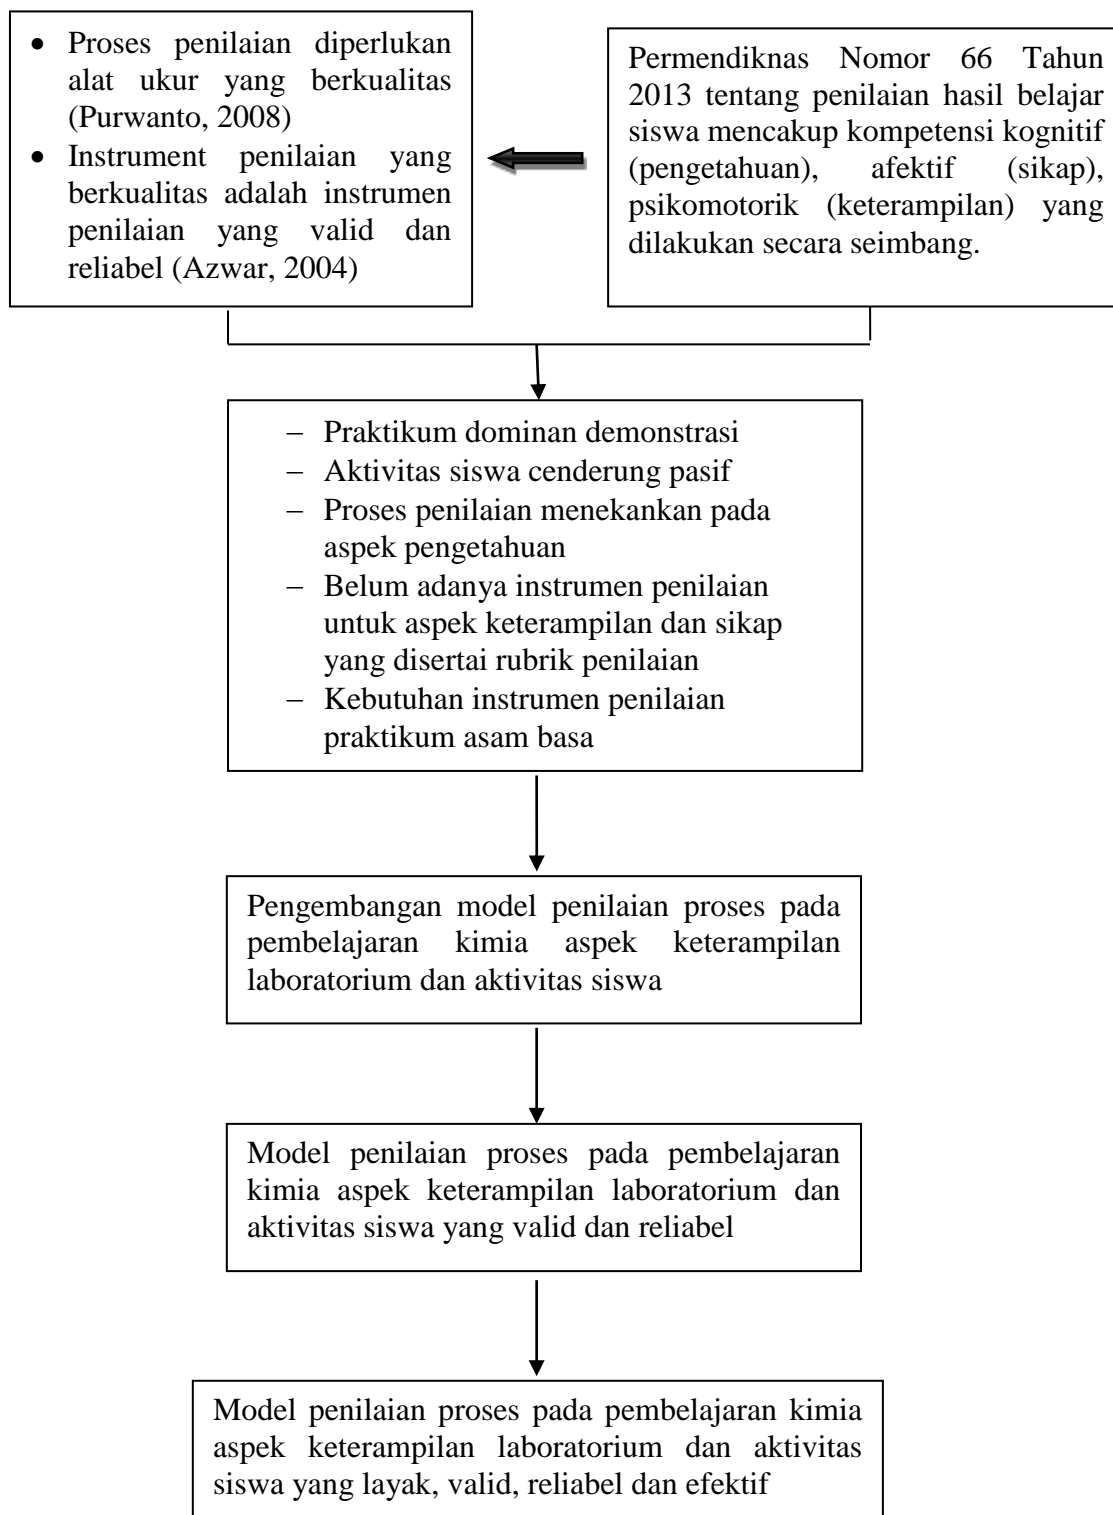 • Proses penilaian diperlukan
alat ukur yang berkualitas
(Purwanto, 2008)
• Instrument penilaian yang
berkualitas adalah instrumen
penilaian yang valid dan
reliabel (Azwar, 2004)
Permendiknas Nomor 66 Tahun
2013 tentang penilaian hasil belajar
siswa mencakup kompetensi kognitif
(pengetahuan), afektif (sikap),
psikomotorik (keterampilan) yang
dilakukan secara seimbang.
– Praktikum dominan demonstrasi
– Aktivitas siswa cenderung pasif
– Proses penilaian menekankan pada
aspek pengetahuan
– Belum adanya instrumen penilaian
untuk aspek keterampilan dan sikap
yang disertai rubrik penilaian
– Kebutuhan instrumen penilaian
praktikum asam basa
Pengembangan model penilaian proses pada
pembelajaran kimia aspek keterampilan
laboratorium dan aktivitas siswa
Model penilaian proses pada pembelajaran
kimia aspek keterampilan laboratorium dan
aktivitas siswa yang valid dan reliabel
Model penilaian proses pada pembelajaran kimia
aspek keterampilan laboratorium dan aktivitas
siswa yang layak, valid, reliabel dan efektif